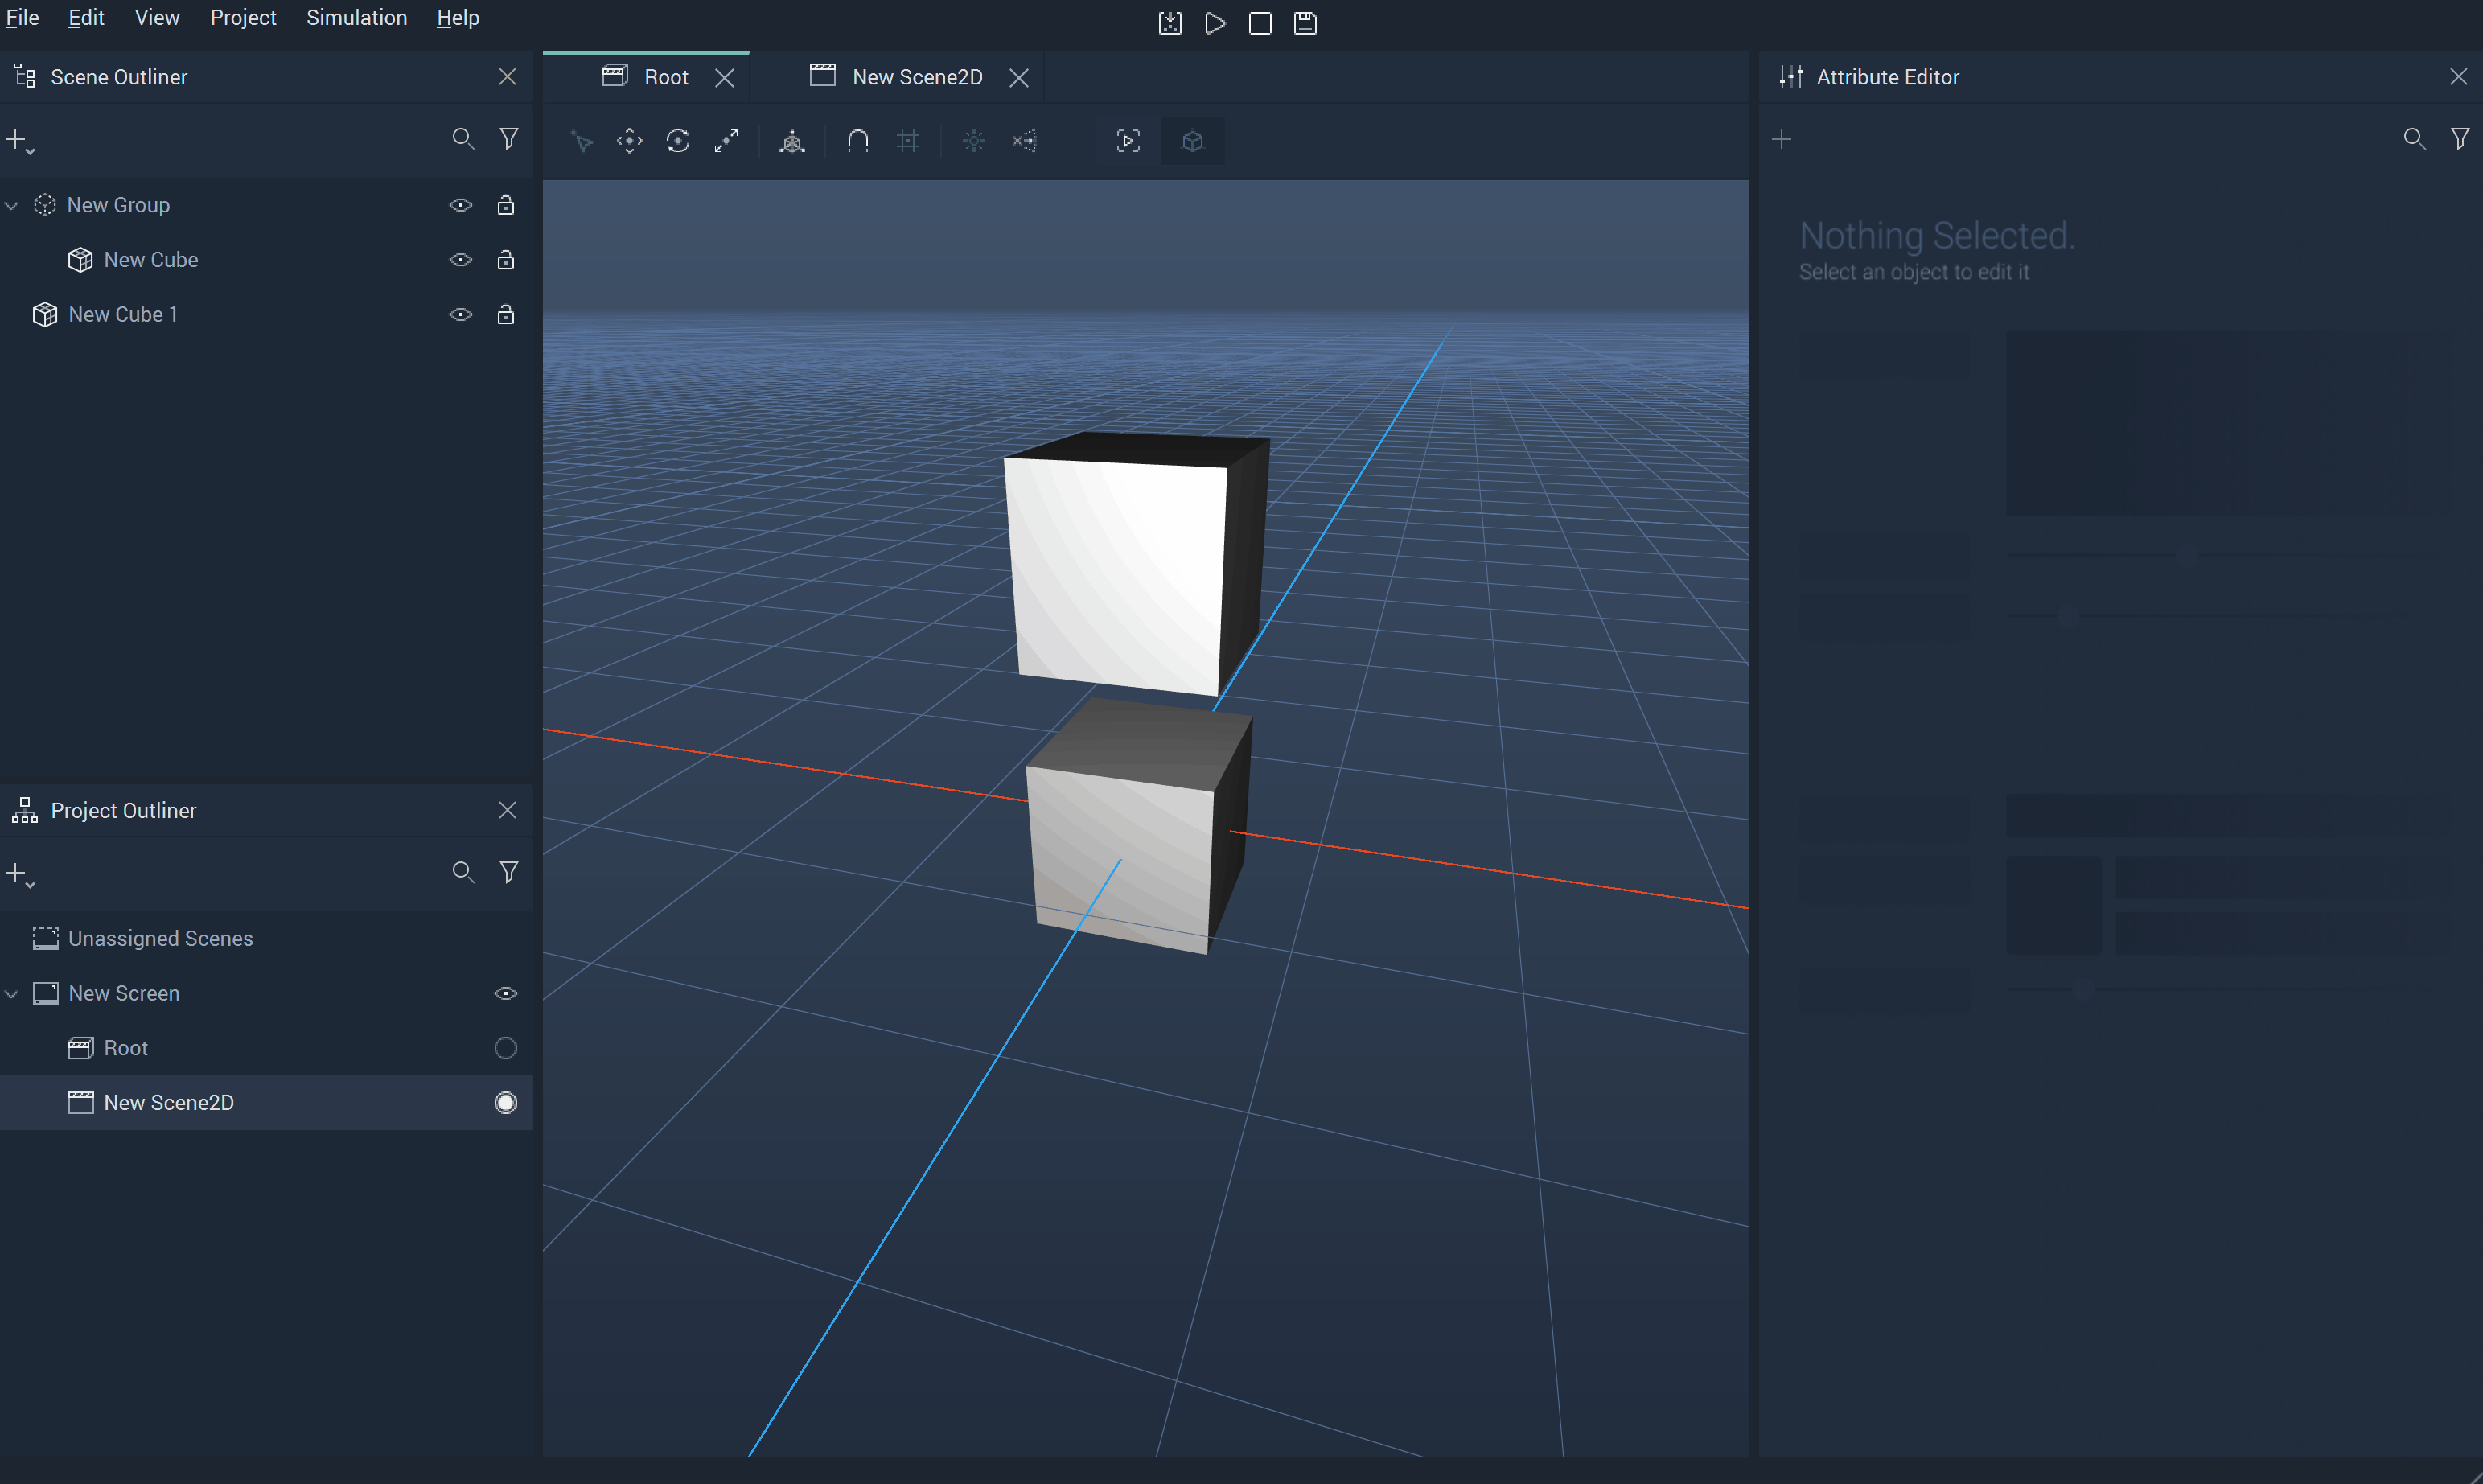 File Edit View Project Simulation Help
Scene Outliner
New Group
New Cube
New Cube 1
Project Outliner
Unassigned Scenes
New Screen
Root
New Scene2D
Root
New Scene2D
Attribute Editor
Nothing Selected.
Select an object to edit it